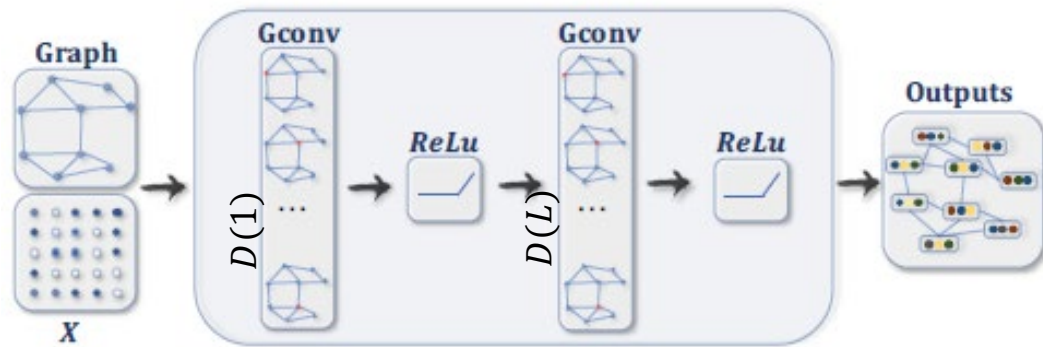 Graph
X
Gconv
D(1)
...
ReLu
Gconv
D(L)
...
ReLu
Outputs